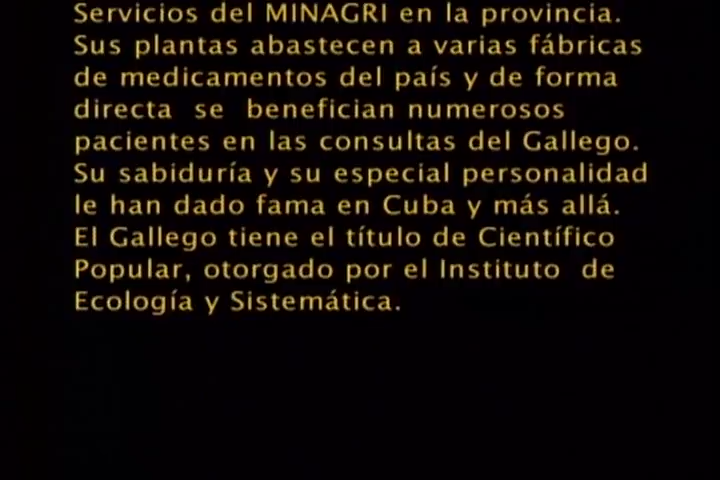 Servicios del MINAGRI en la provincia.
Sus plantas abastecen a varias fábricas
de medicamentos del país y de forma
directa se benefician numerosos
pacientes en las consultas del Gallego.
Su sabiduría y su especial personalidad
le han dado fama en Cuba y más allá.
El Gallego tiene el título de Científico
Popular, otorgado por el Instituto de
Ecología y Sistemática.